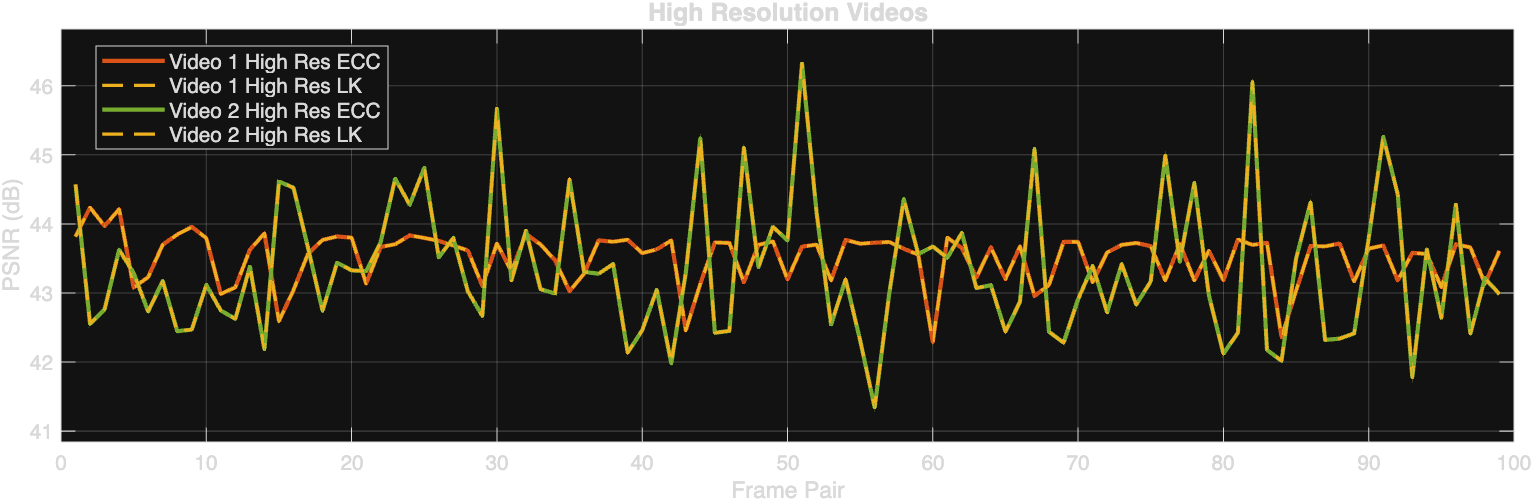 High Resolution Videos
Video 1 High Res ECC
Video 1 High Res LK
Video 2 High Res ECC
Video 2 High Res LK
PSNR (dB)
46
45
44
43
42
41
0 10 20 30 40 50 60 70 80 90 100
Frame Pair